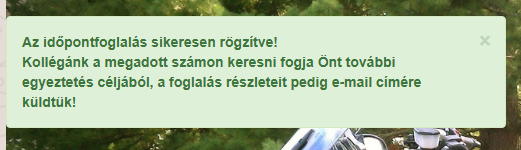 Az időpontfoglalás sikeresen rögzítve!
Kollégánk a megadott számon keresni fogja Önt további
egyeztetés céljából, a foglalás részleteit pedig e-mail címére
küldtük!